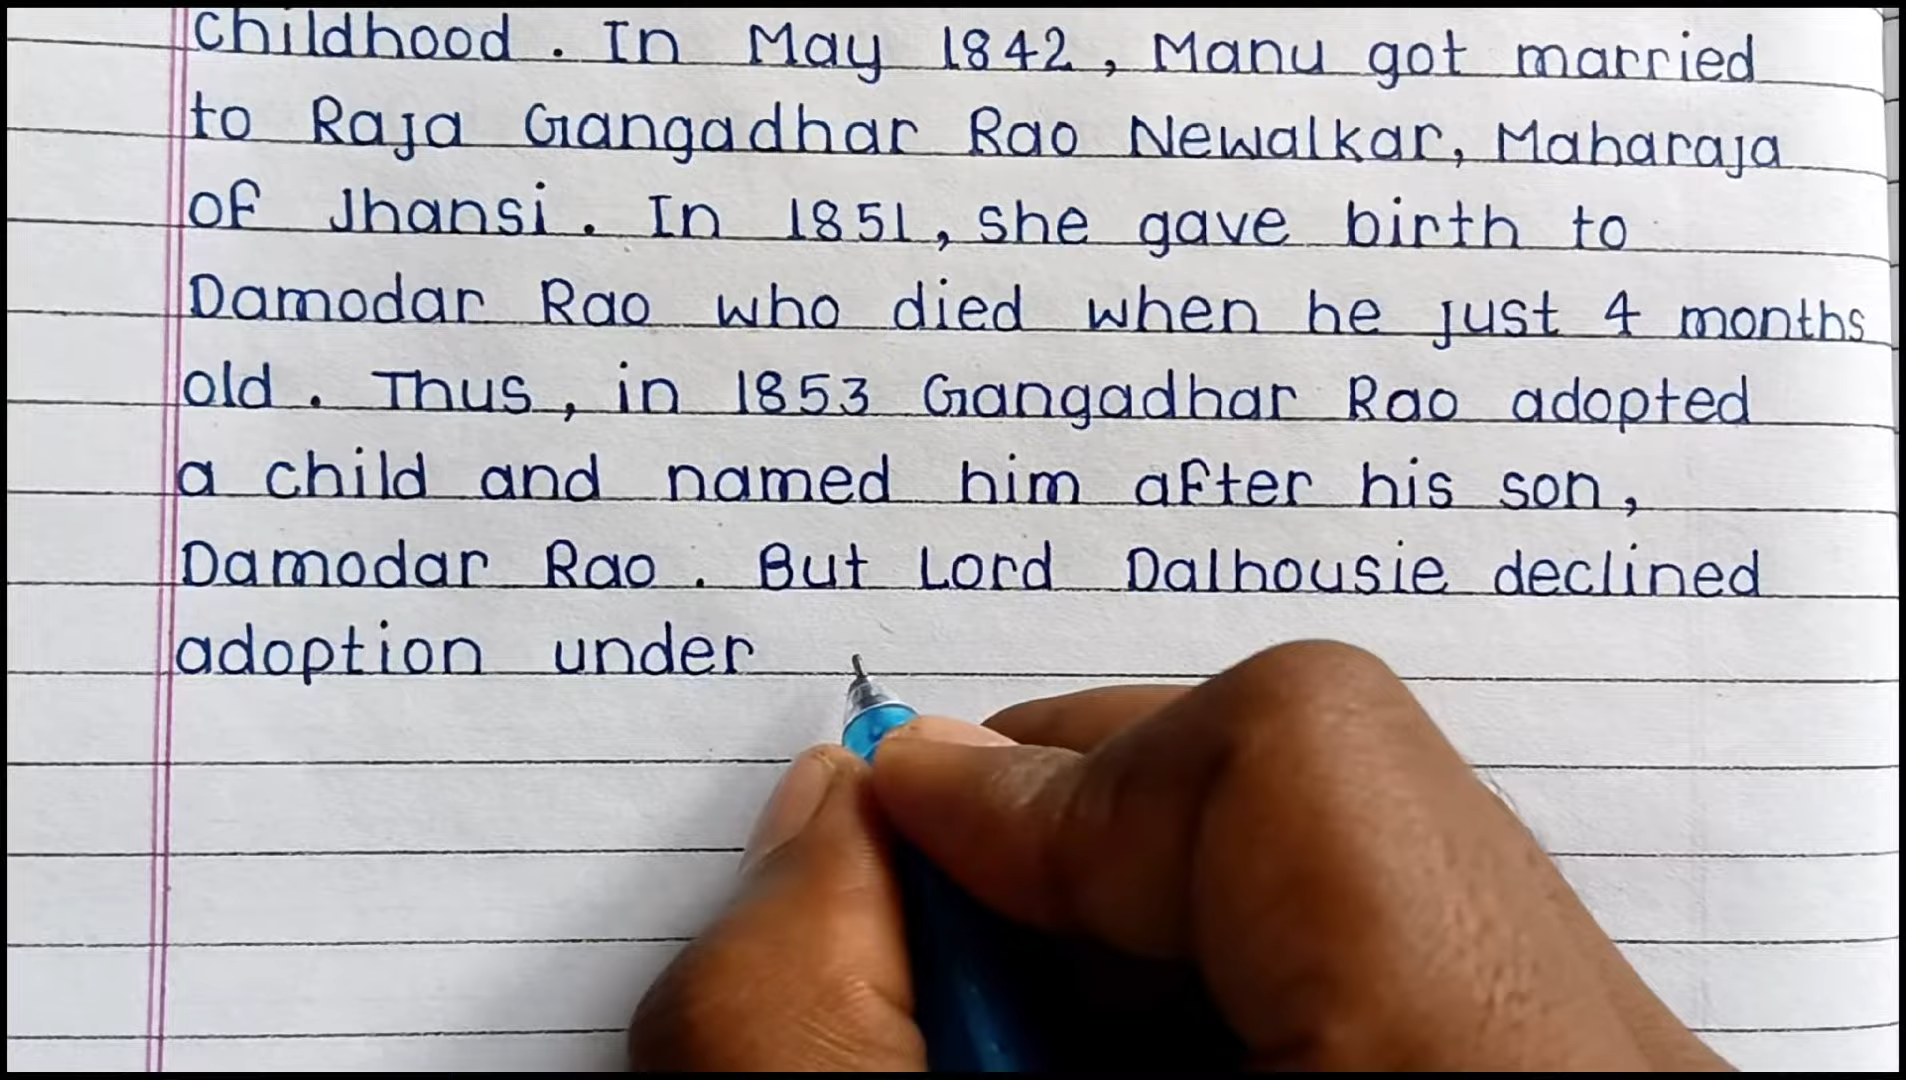 childhood. In May 1842, Manu got married
to Raja Gangadhar Rao Newalkar, Maharaja
of Jhansi. In 1851, she gave birth to
Damodar Rao who died when he just 4 months
old. Thus, in 1853 Gangadhar Rao adopted
a child and named him after his son,
Damodar Rao. But Lord Dalhousie declined
adoption under